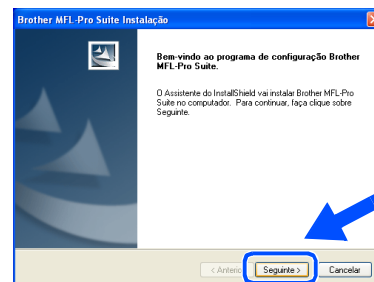 Brother MFL-Pro Suite Instalação
Bem-vindo ao programa de configuração Brother
MFL-Pro Suite.
O Assistente do InstallShield vai instalar Brother MFL-Pro
Suite no computador. Para continuar, faça clique sobre
Seguinte.
< Anterior Seguinte > Cancelar